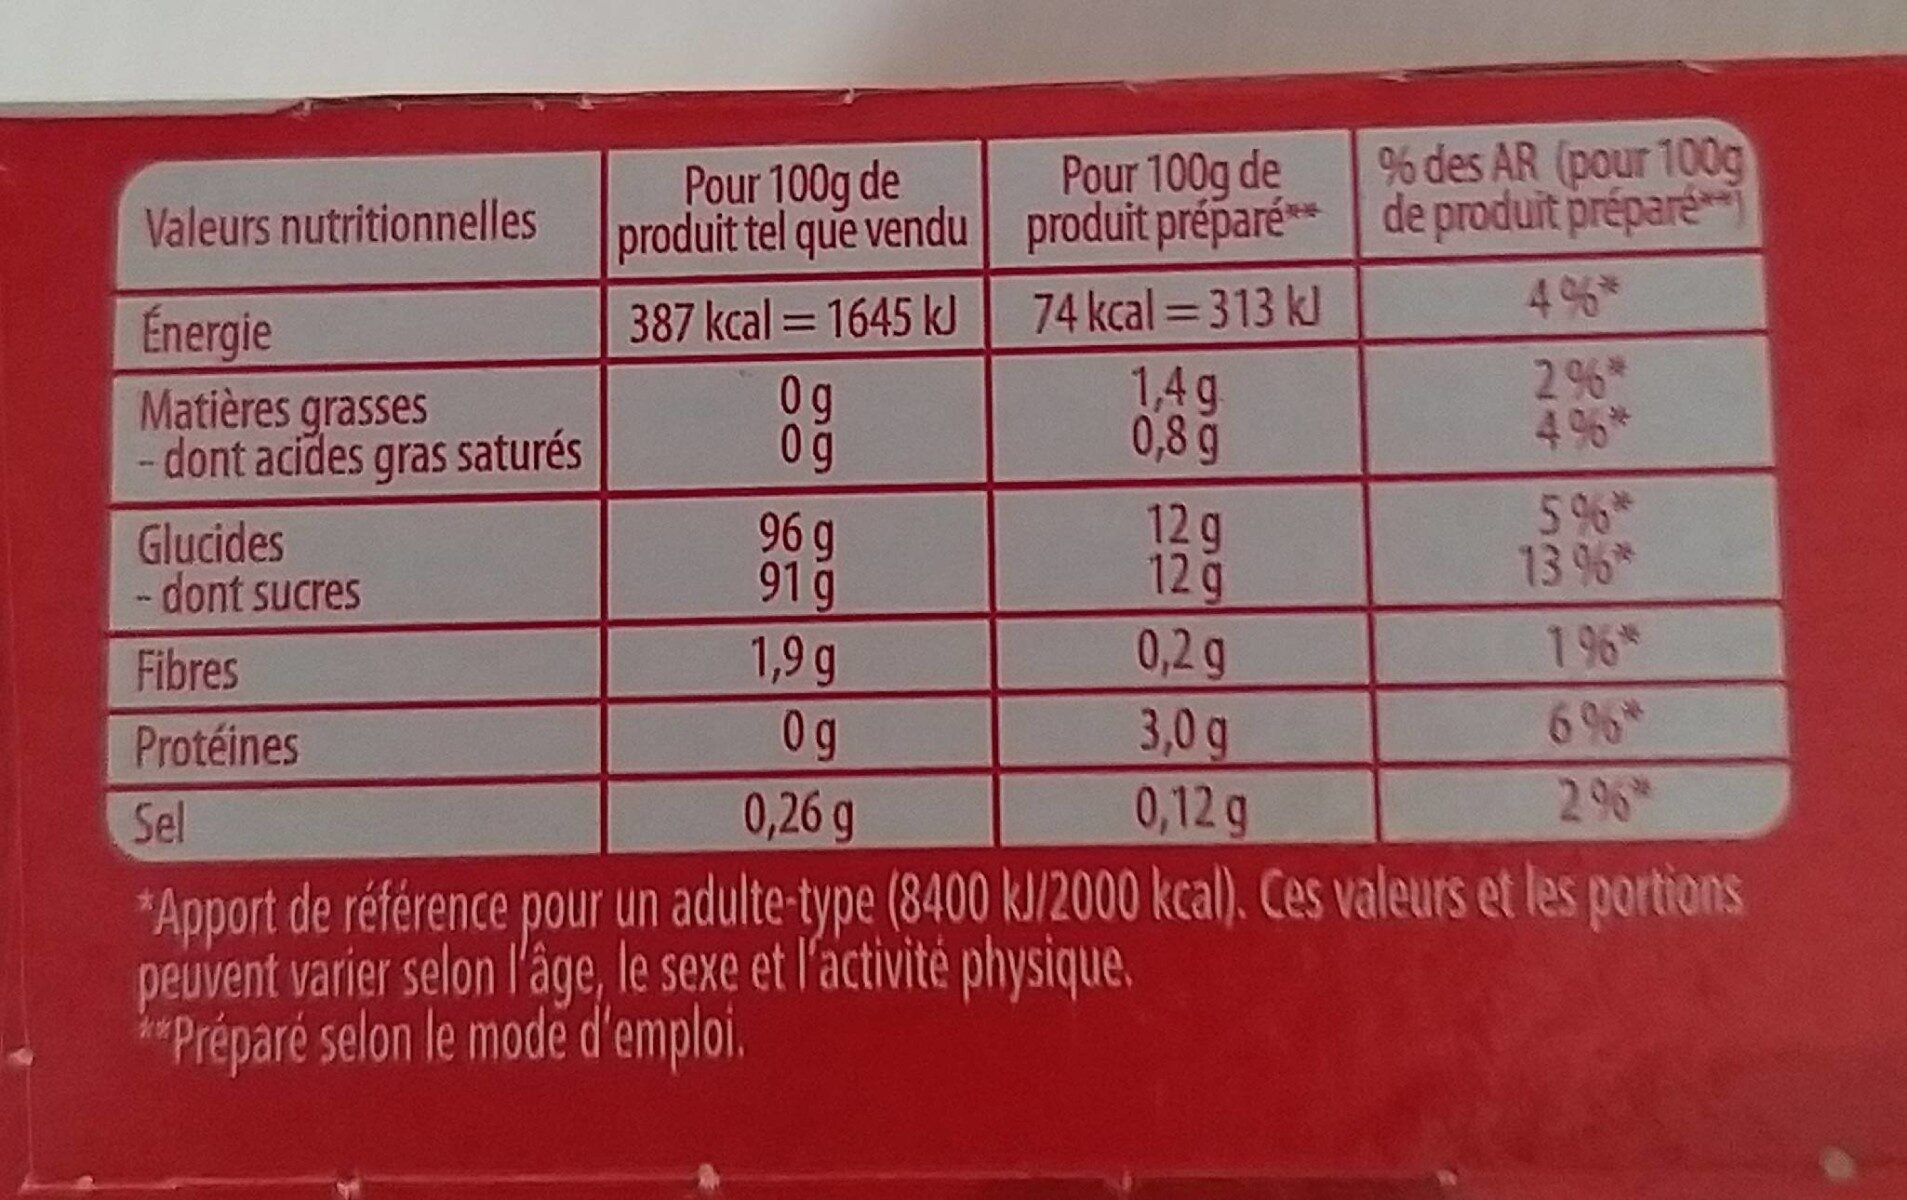 Valeurs nutritionnelles | Pour 100g de produit tel que vendu | Pour 100g de produit préparé** | % des AR (pour 100g de produit préparé**)
Énergie | 387 kcal = 1645 kJ | 74 kcal = 313 kJ | 4 %*
Matières grasses | 0 g | 1,4 g | 2 %*
- dont acides gras saturés | 0 g | 0,8 g | 4 %*
Glucides | 96 g | 12 g | 5 %*
- dont sucres | 91 g | 12 g | 13 %*
Fibres | 1,9 g | 0,2 g | 1 %*
Protéines | 0 g | 3,0 g | 6 %*
Sel | 0,26 g | 0,12 g | 2 %*
*Apport de référence pour un adulte-type (8400 kJ/2000 kcal). Ces valeurs et les portions
peuvent varier selon l'âge, le sexe et l'activité physique.
**Préparé selon le mode d'emploi.